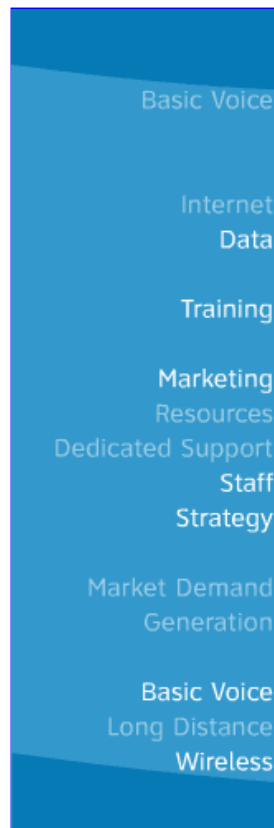 Basic Voice
Internet
Data
Training
Marketing
Resources
Dedicated Support
Staff
Strategy
Market Demand
Generation
Basic Voice
Long Distance
Wireless